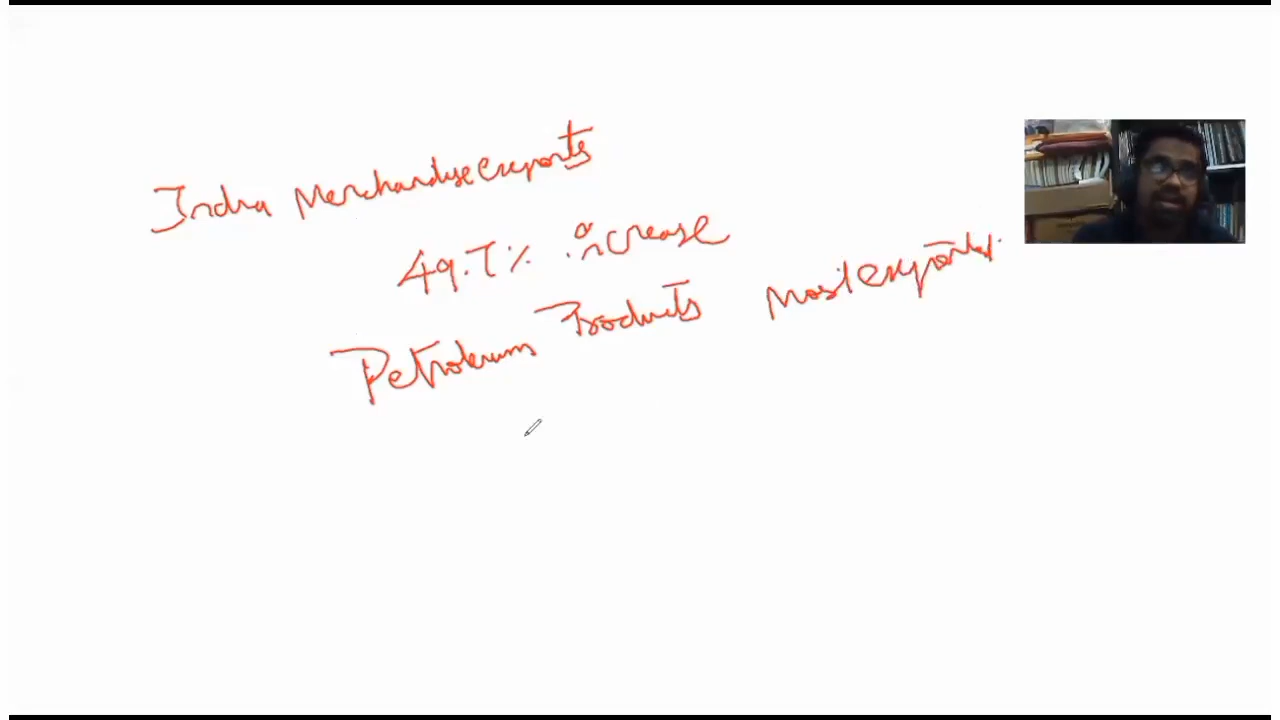 India Merchandise exports
49.7% increase
Petroleum Products Most exported.